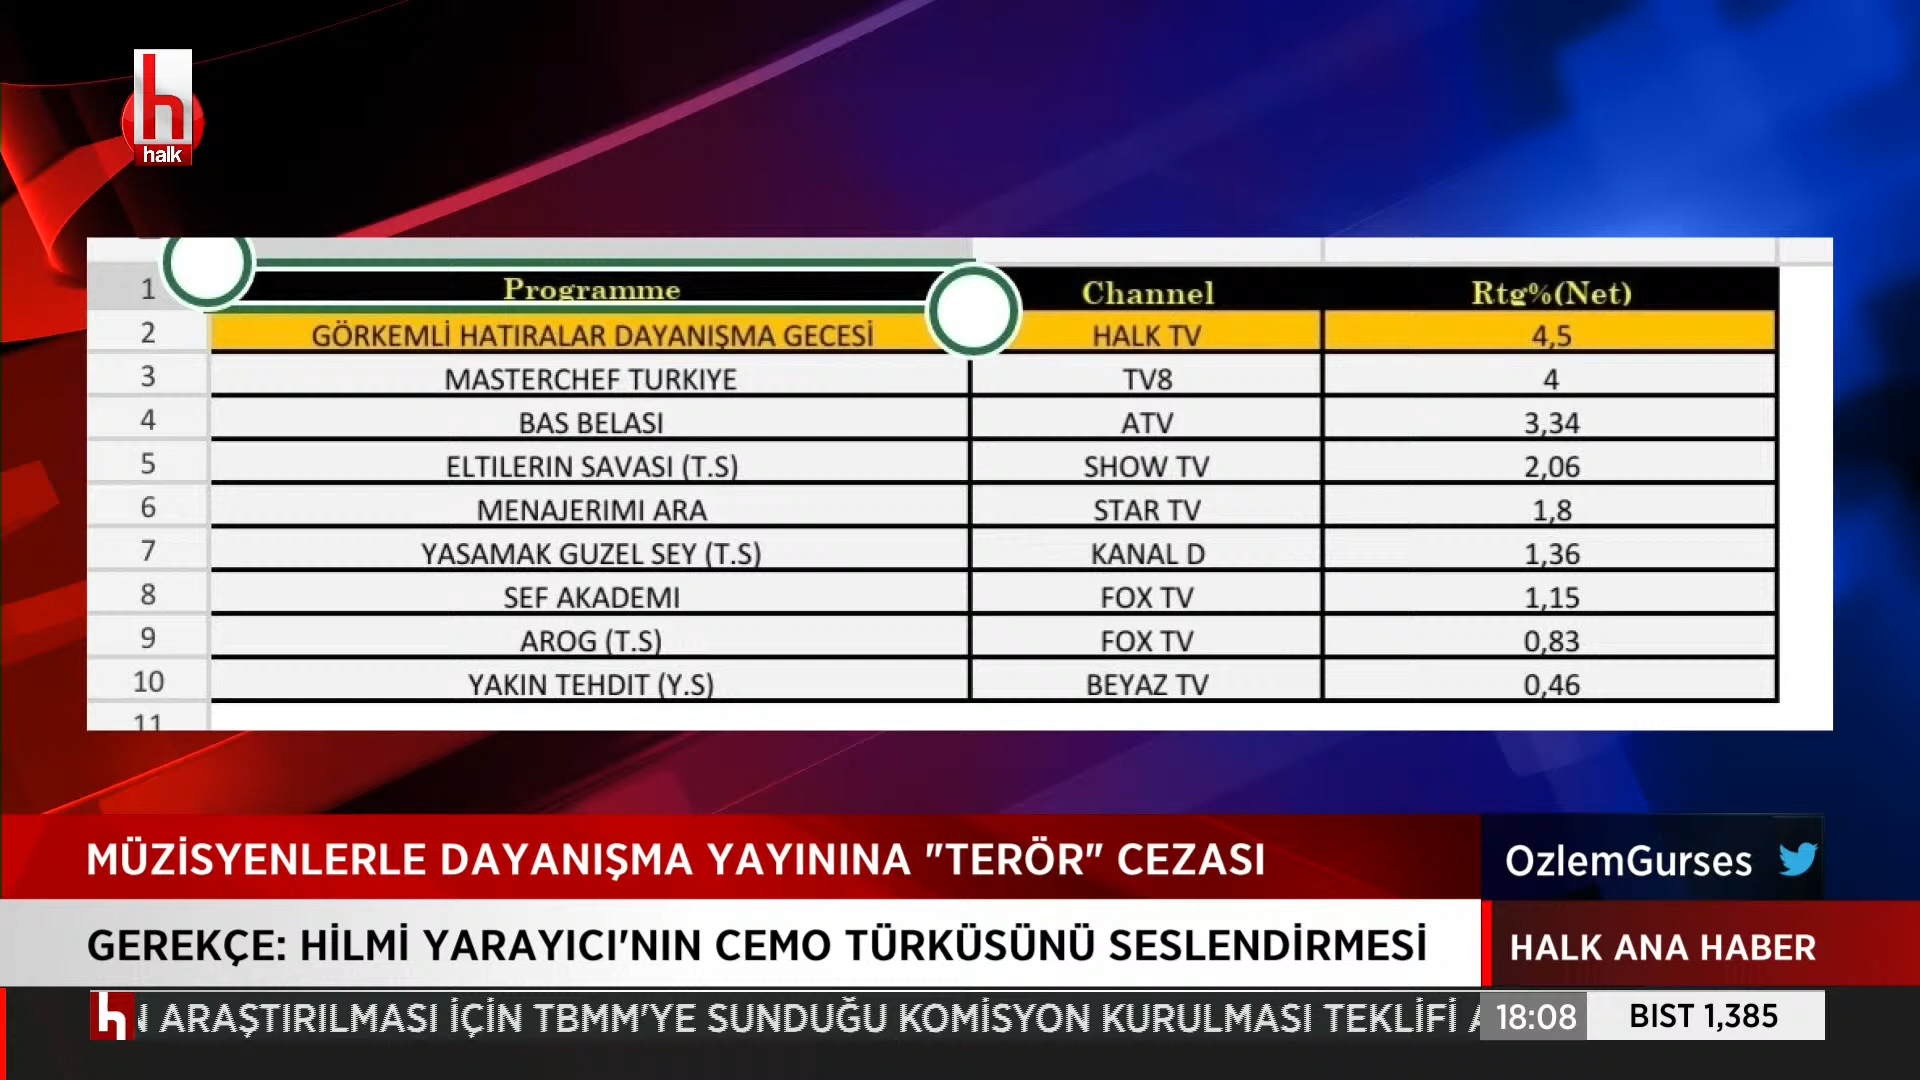 h
halk
1 Programme Channel Rtg%(Net)
2 GÖRKEMLİ HATIRALAR DAYANIŞMA GECESİ HALK TV 4,5
3 MASTERCHEF TURKIYE TV8 4
4 BAS BELASI ATV 3,34
5 ELTILERIN SAVASI (T.S) SHOW TV 2,06
6 MENAJERIMI ARA STAR TV 1,8
7 YASAMAK GUZEL SEY (T.S) KANAL D 1,36
8 SEF AKADEMI FOX TV 1,15
9 AROG (T.S) FOX TV 0,83
10 YAKIN TEHDIT (Y.S) BEYAZ TV 0,46
11
MÜZİSYENLERLE DAYANIŞMA YAYININA "TERÖR" CEZASI
OzlemGurses
GEREKÇE: HİLMİ YARAYICI'NIN CEMO TÜRKÜSÜNÜ SESLENDİRMESİ
HALK ANA HABER
h ARAŞTIRILMASI İÇİN TBMM'YE SUNDUĞU KOMİSYON KURULMASI TEKLİFİ
18:08 BIST 1,385